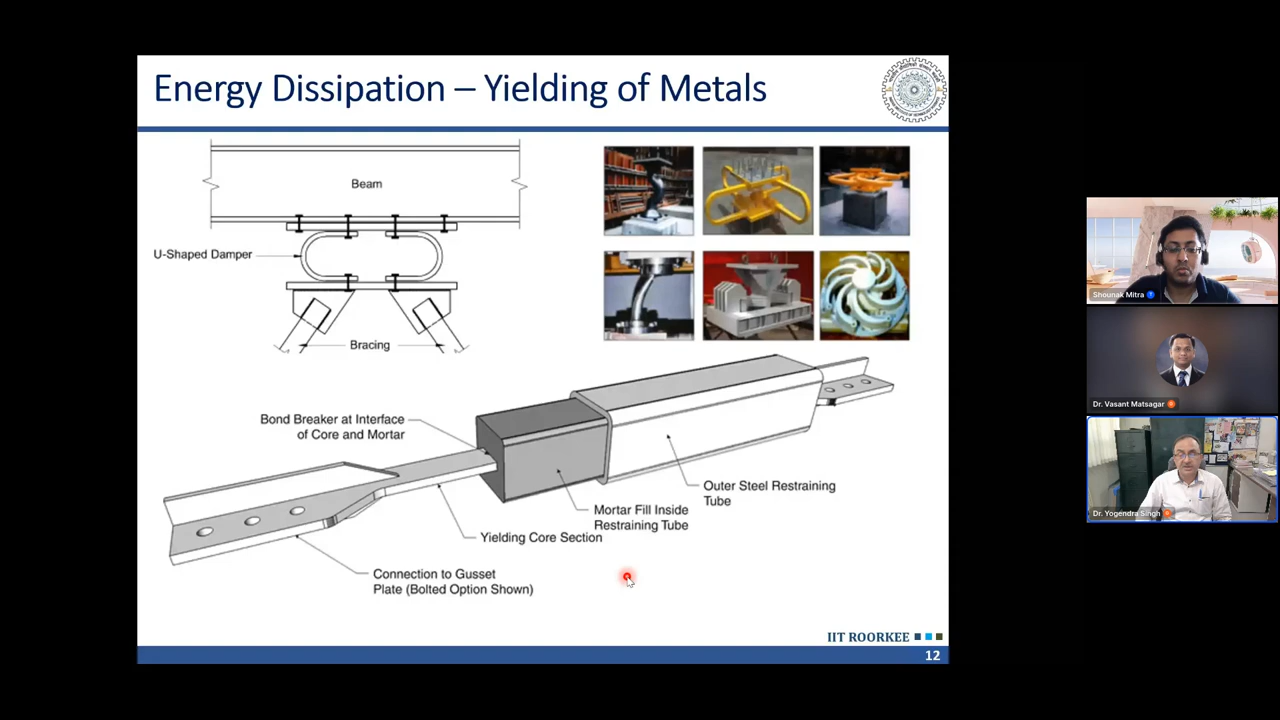 Energy Dissipation – Yielding of Metals
Beam
U-Shaped Damper
Bracing
Bond Breaker at Interface
of Core and Mortar
Outer Steel Restraining
Tube
Mortar Fill Inside
Restraining Tube
Yielding Core Section
Connection to Gusset
Plate (Bolted Option Shown)
IIT ROORKEE
12
Shounak Mitra
Dr. Vasant Matsagar
Dr. Yogendra Singh